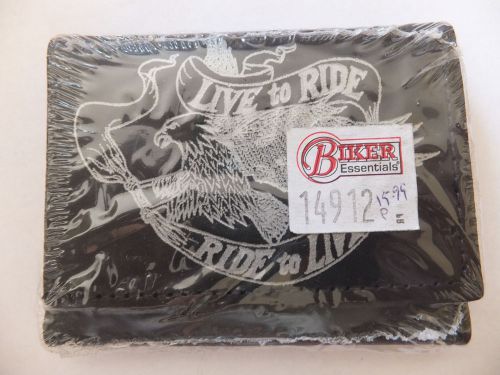 LIVE to RIDE
BIKER
Essentials
14912
15.99
P
RIDE to LIVE